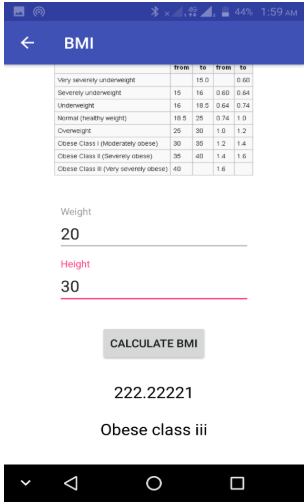 44% 1:59 AM
BMI
from to from to
Very severely underweight 15.0 0.60
Severely underweight 15 16 0.60 0.64
Underweight 16 18.5 0.64 0.74
Normal (healthy weight) 18.5 25 0.74 1.0
Overweight 25 30 1.0 1.2
Obese Class I (Moderately obese) 30 35 1.2 1.4
Obese Class II (Severely obese) 35 40 1.4 1.6
Obese Class III (Very severely obese) 40 1.6
Weight
20
Height
30
CALCULATE BMI
222.22221
Obese class iii